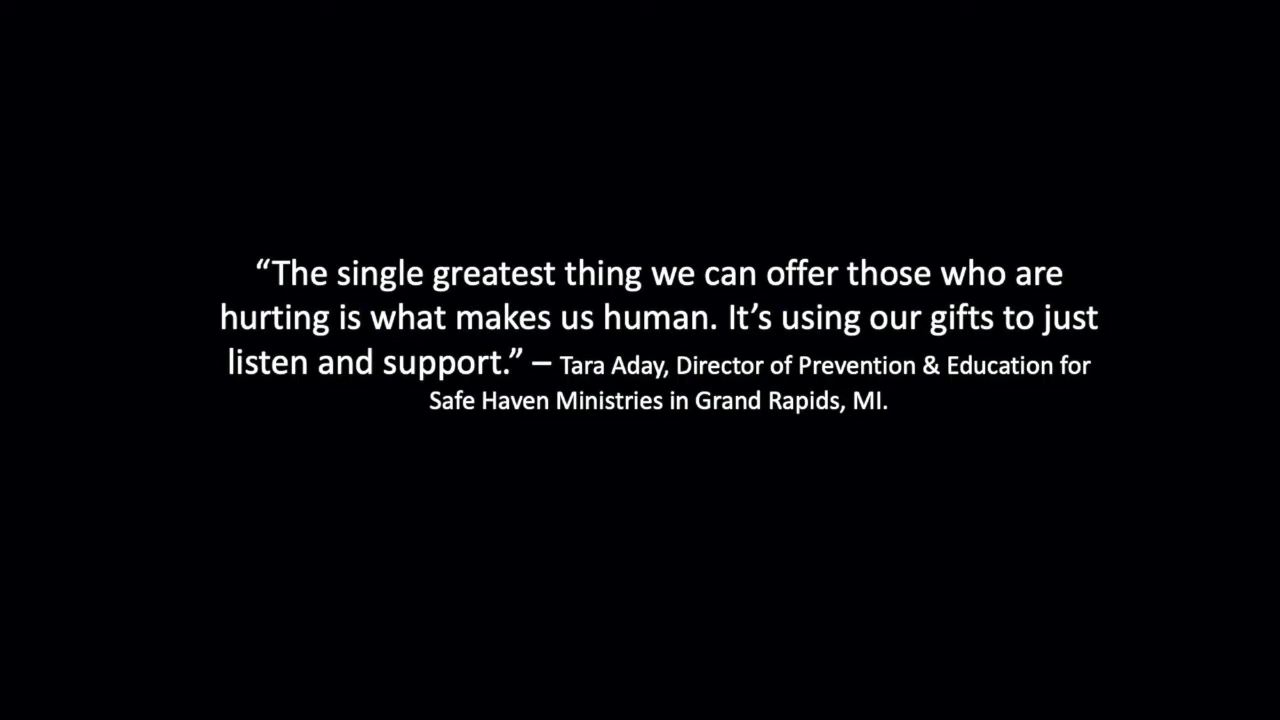 “The single greatest thing we can offer those who are
hurting is what makes us human. It’s using our gifts to just
listen and support.” – Tara Aday, Director of Prevention & Education for
Safe Haven Ministries in Grand Rapids, MI.